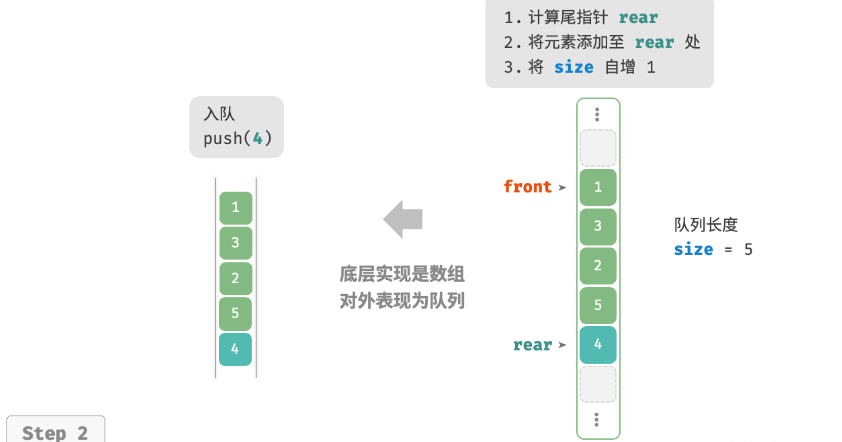 1. 计算尾指针 rear
2. 将元素添加至 rear 处
3. 将 size 自增 1
入队
push(4)
1
3
2
5
4
底层实现是数组
对外表现为队列
front
1
3
2
5
rear
4
队列长度
size = 5
Step 2